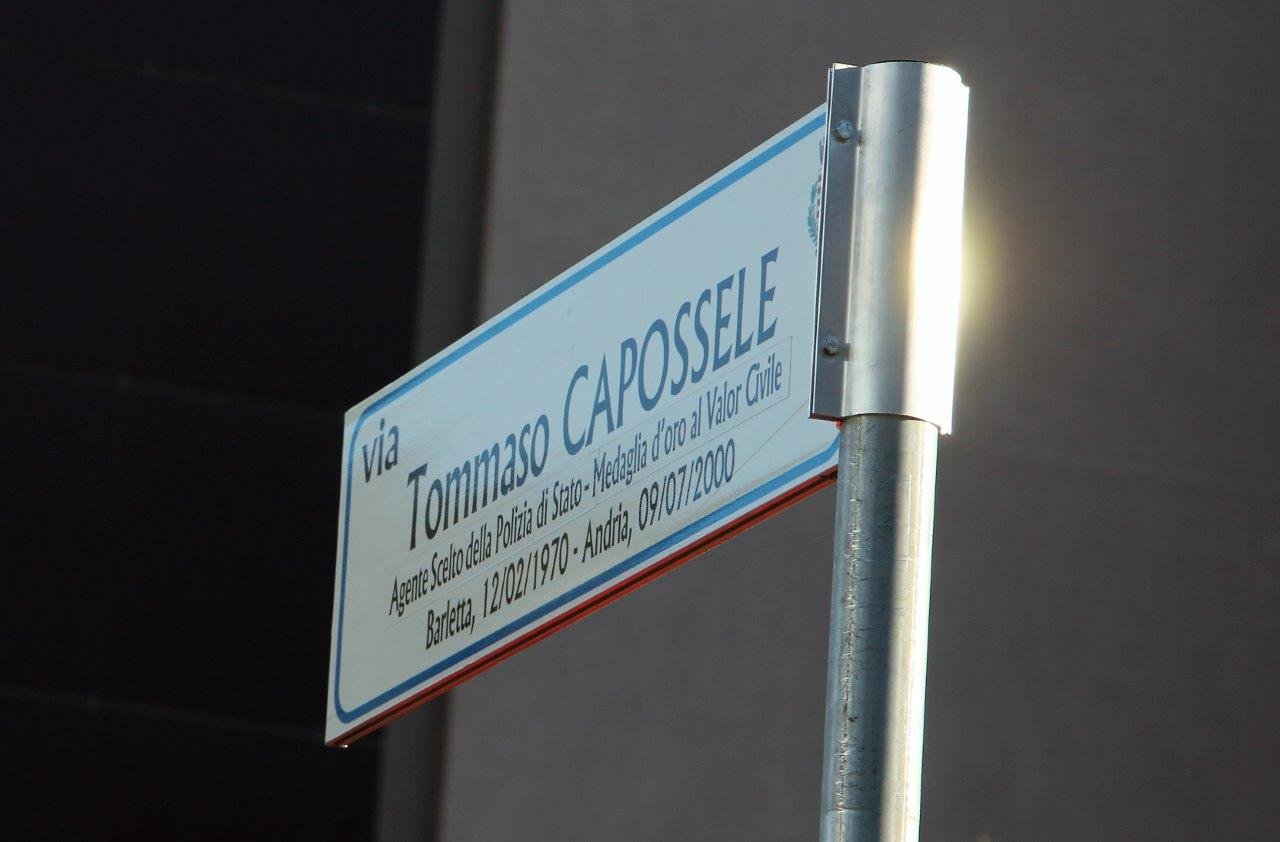 via
Tommaso CAPOSSELE
Agente Scelto della Polizia di Stato - Medaglia d'oro al Valor Civile
Barletta, 12/02/1970 - Andria, 09/07/2000